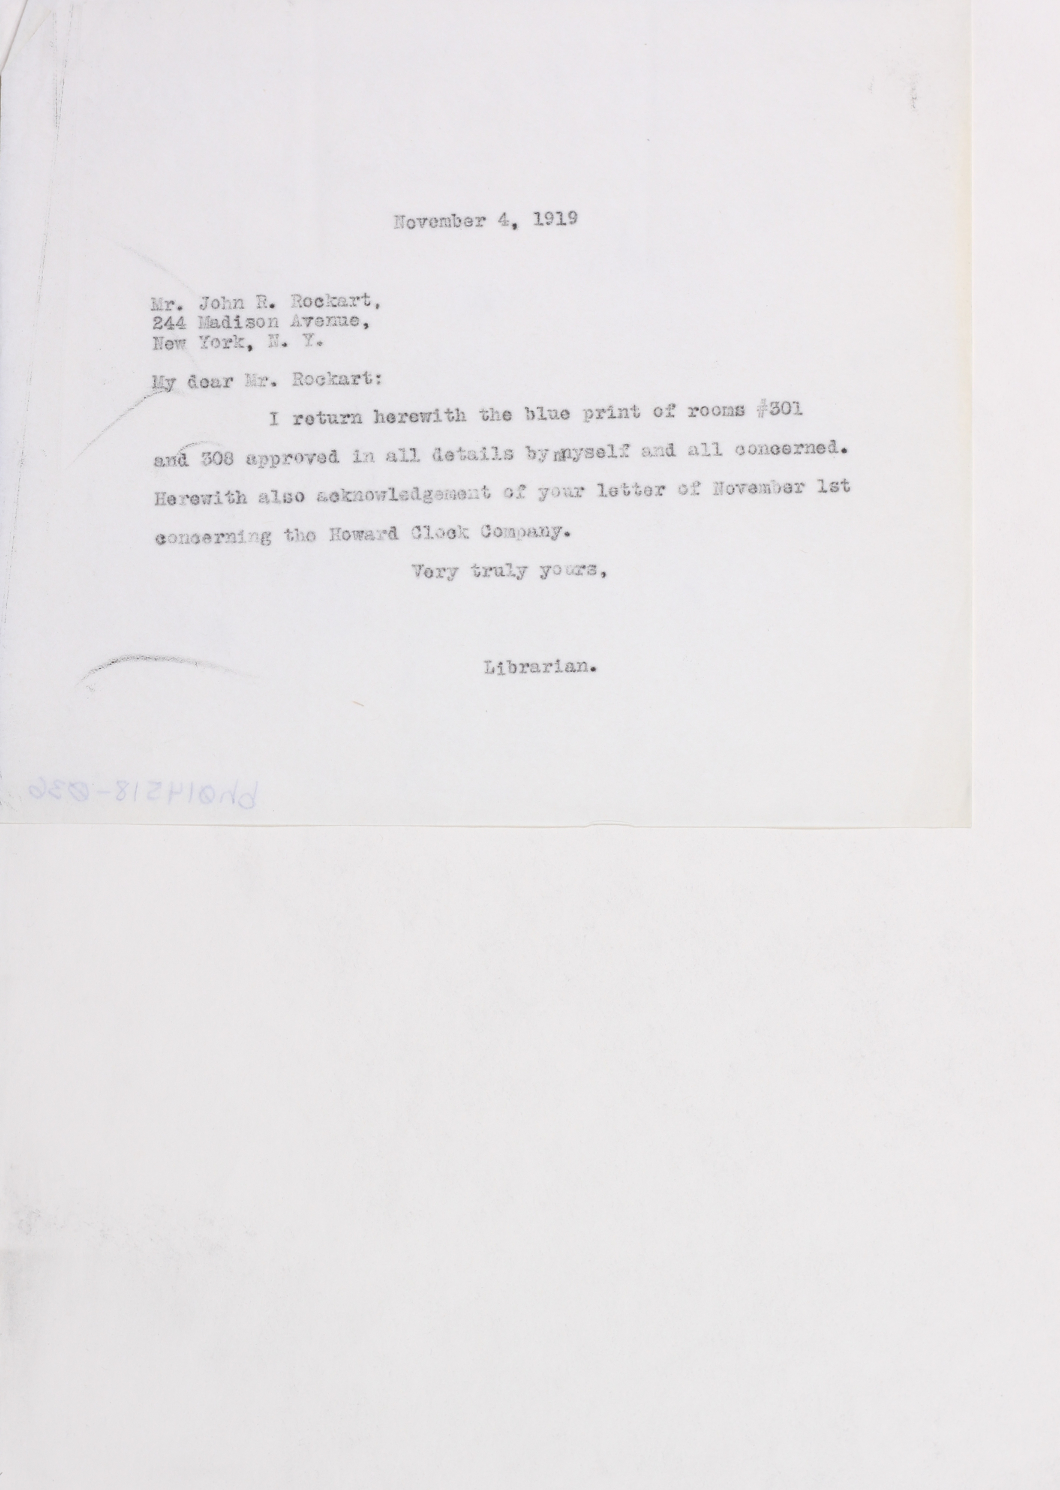 November 4, 1919
Mr. John R. Rockart,
244 Madison Avenue,
New York, N. Y.
My dear Mr. Rockart:
I return herewith the blue print of rooms #301
and 308 approved in all details by myself and all concerned.
Herewith also acknowledgement of your letter of November 1st
concerning the Howard Clock Company.
Very truly yours,
Librarian.
bh014518-036